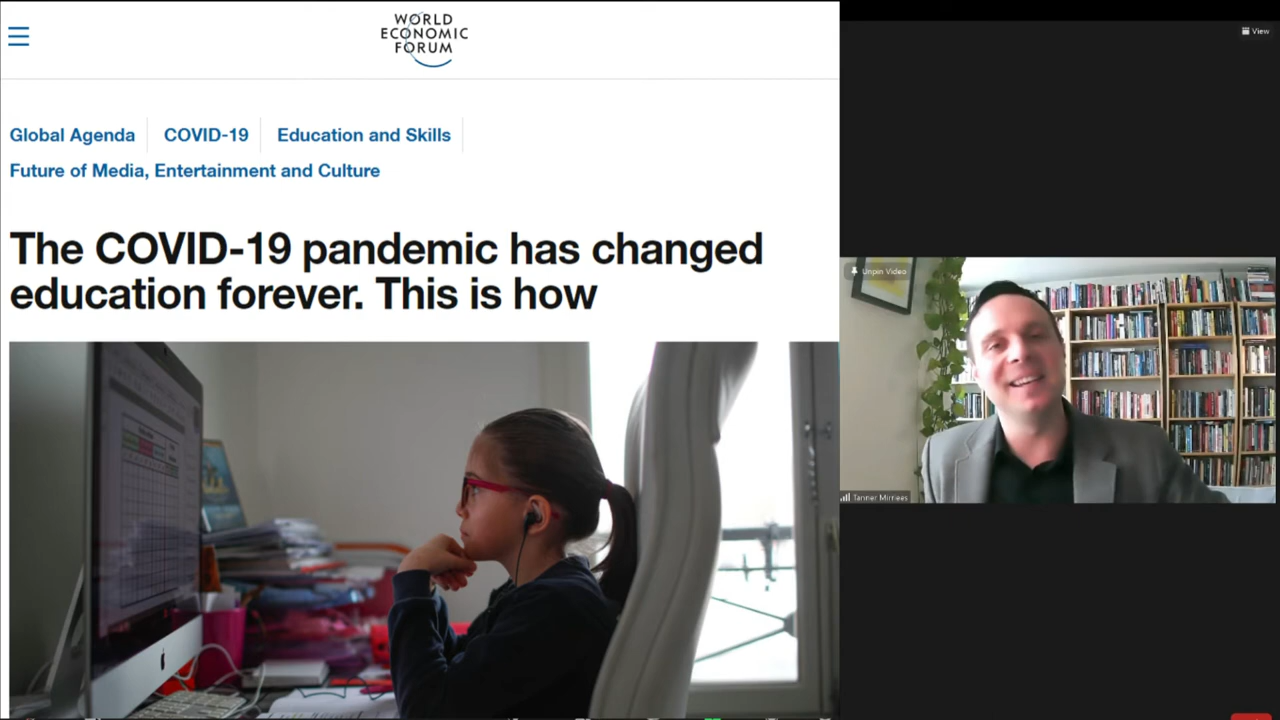 WORLD
ECONOMIC
FORUM
Global Agenda
COVID-19
Education and Skills
Future of Media, Entertainment and Culture
The COVID-19 pandemic has changed
education forever. This is how
View
Unpin Video
Tanner Mirrlees